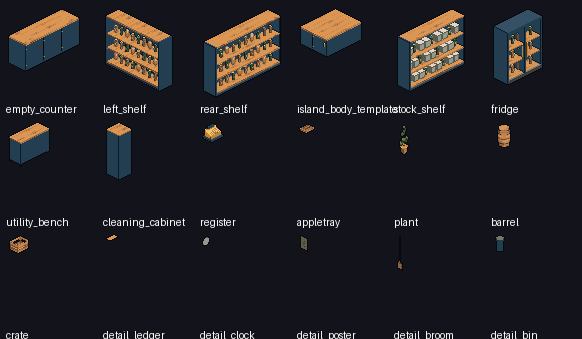 empty_counter left_shelf rear_shelf island_body_template stock_shelf fridge
utility_bench cleaning_cabinet register appletray plant barrel
crate detail_ledger detail_clock detail_poster detail_broom detail_bin